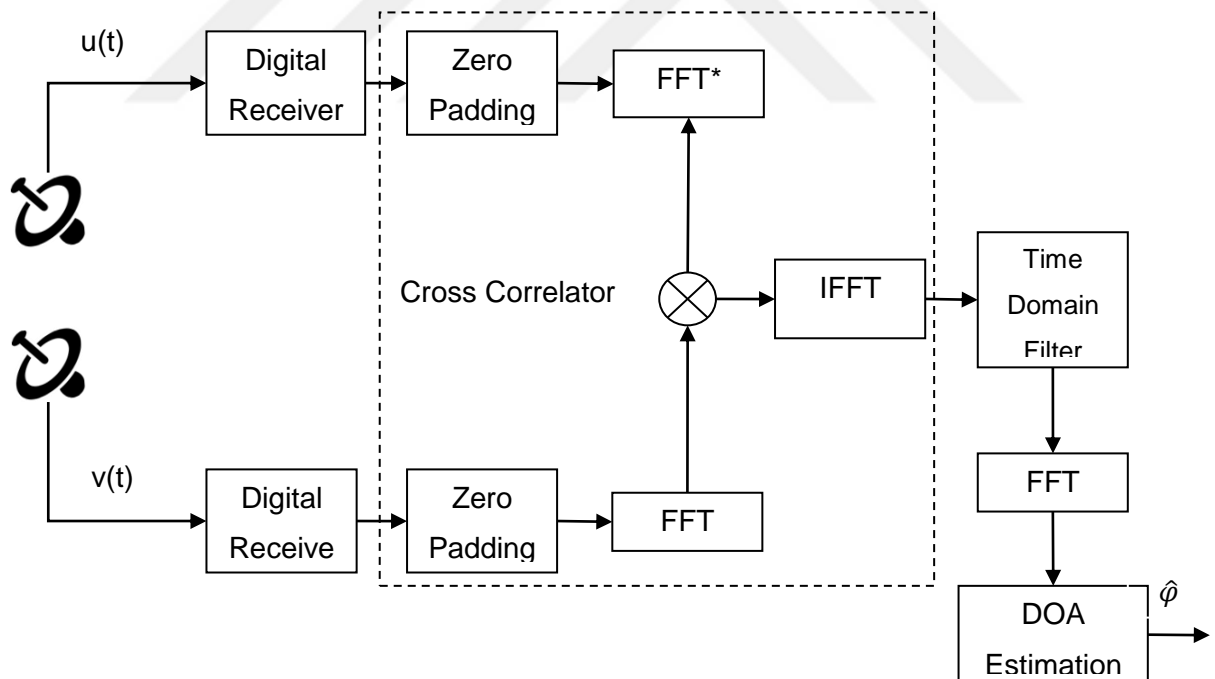 u(t)
Digital
Receiver
Zero
Padding
FFT*
Cross Correlator
IFFT
Time
Domain
Filter
v(t)
Digital
Receive
Zero
Padding
FFT
FFT
DOA
Estimation
φ̂